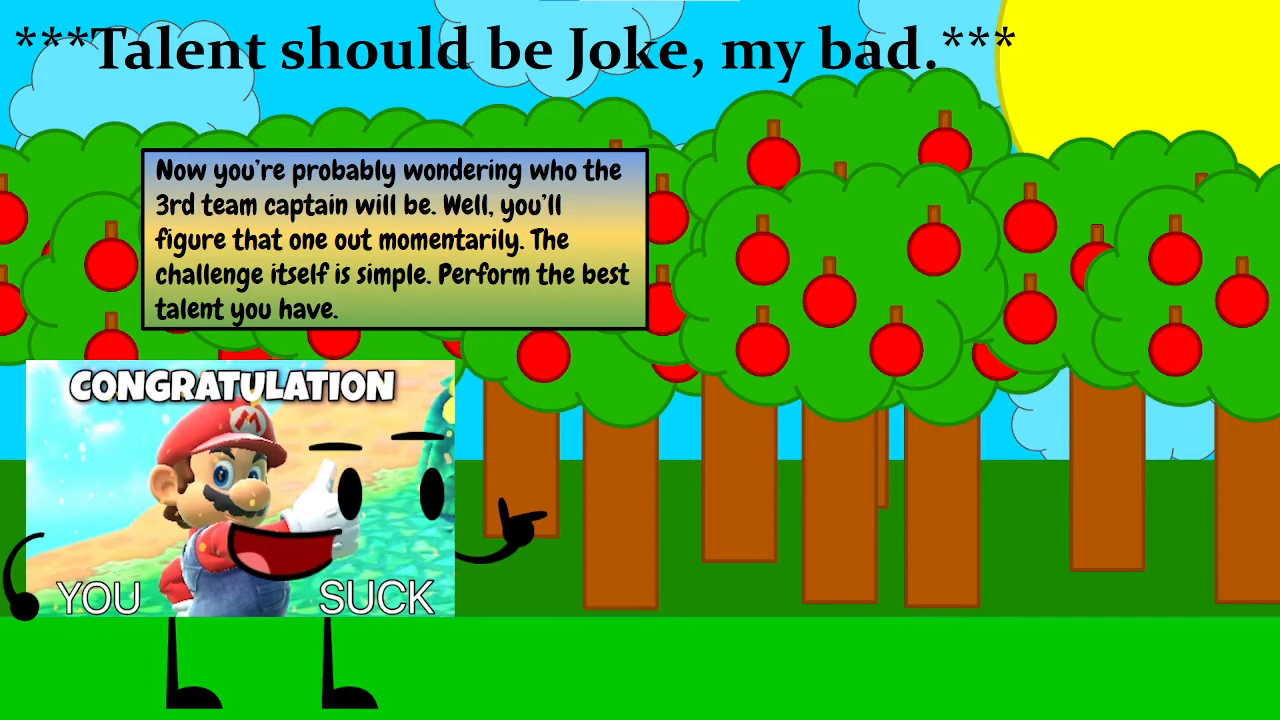 ***Talent should be Joke, my bad.***
Now you're probably wondering who the
3rd team captain will be. Well, you'll
figure that one out momentarily. The
challenge itself is simple. Perform the best
talent you have.
CONGRATULATION
M
YOU SUCK